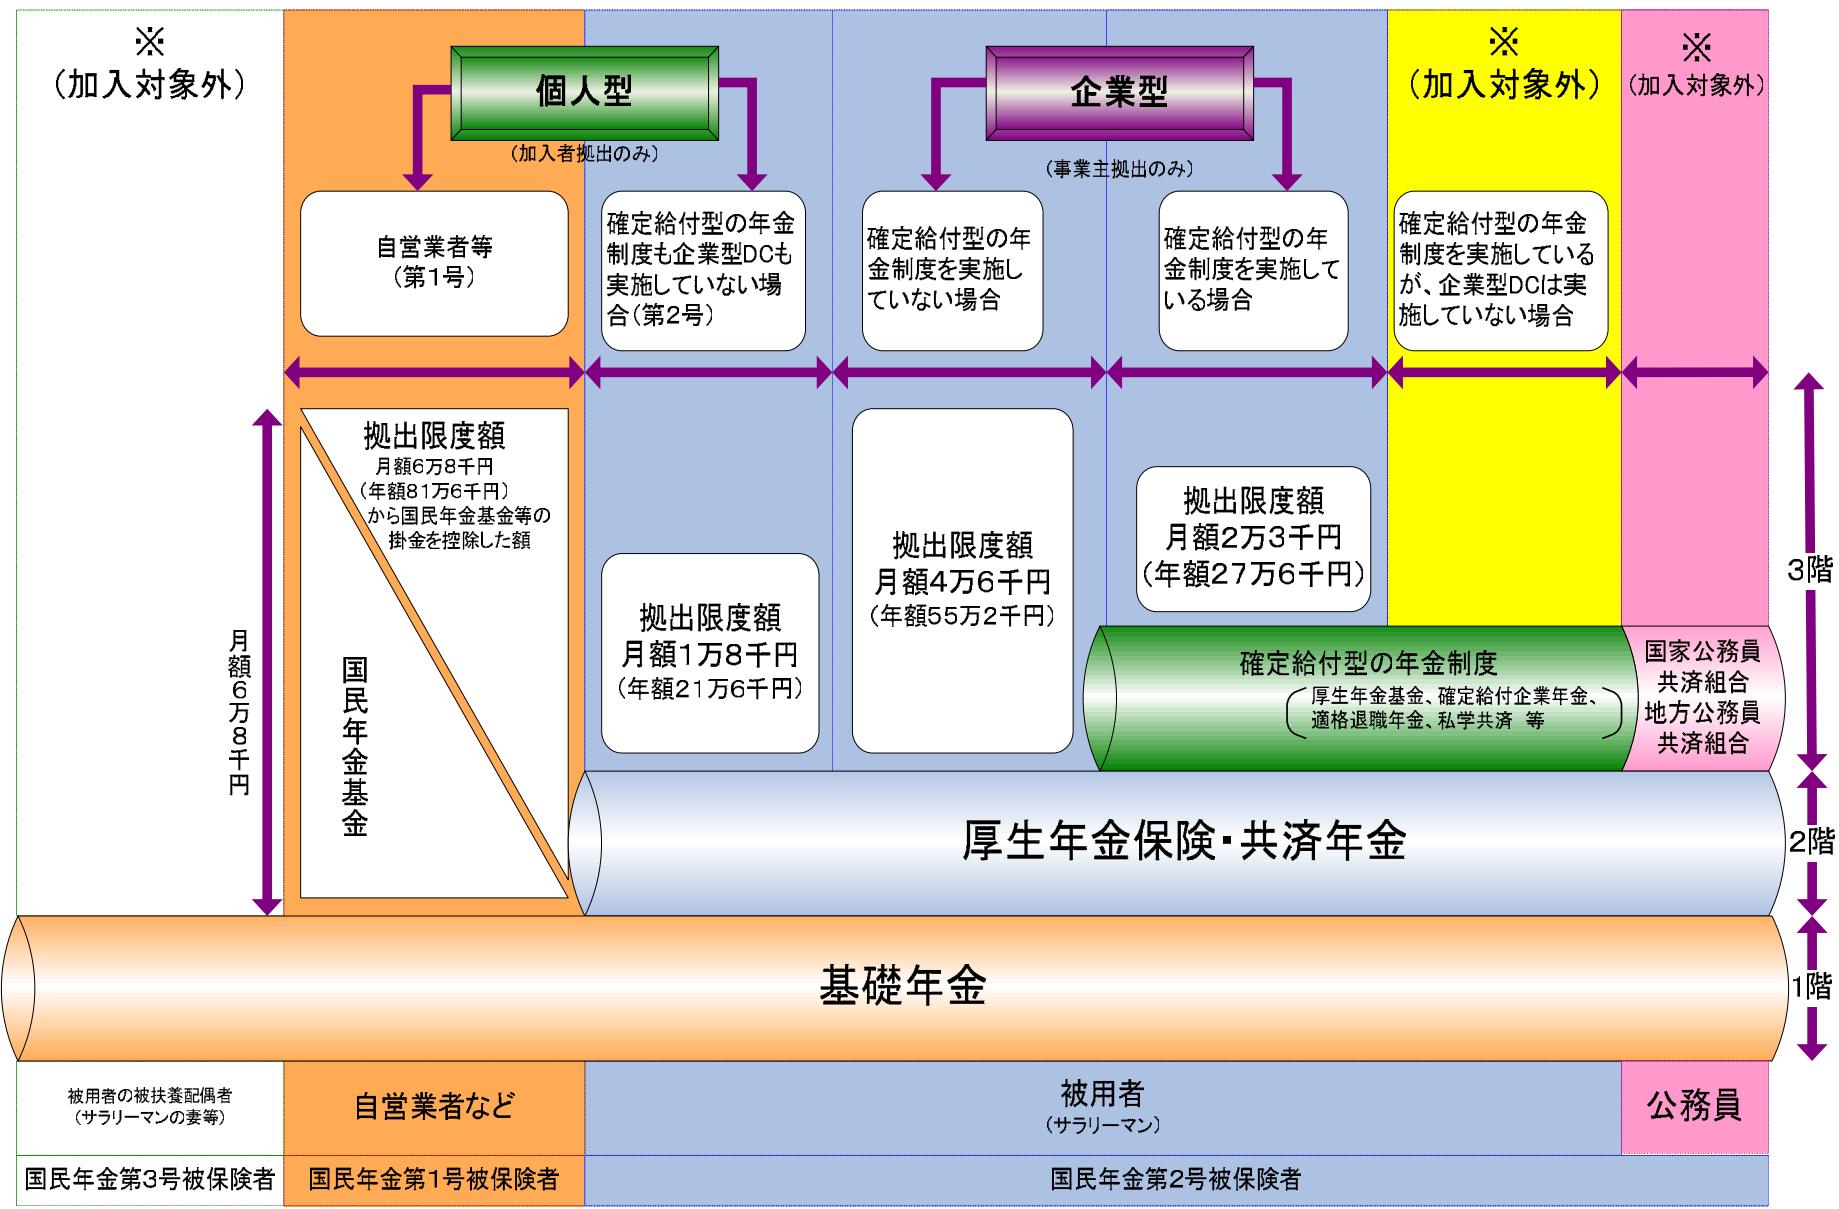 ※
（加入対象外）
個人型
（加入者拠出のみ）
企業型
（事業主拠出のみ）
※
（加入対象外）
※
（加入対象外）
自営業者等
（第1号）
確定給付型の年金
制度も企業型DCも
実施していない場
合（第2号）
確定給付型の年
金制度を実施し
ていない場合
確定給付型の年
金制度を実施して
いる場合
確定給付型の年金
制度を実施している
が、企業型DCは実
施していない場合
拠出限度額
月額6万8千円
（年額81万6千円）
から国民年金基金等の
掛金を控除した額
国民年金基金
月額6万8千円
拠出限度額
月額1万8千円
（年額21万6千円）
拠出限度額
月額4万6千円
（年額55万2千円）
拠出限度額
月額2万3千円
（年額27万6千円）
3階
確定給付型の年金制度
（厚生年金基金、確定給付企業年金、
適格退職年金、私学共済 等）
国家公務員
共済組合
地方公務員
共済組合
厚生年金保険・共済年金
2階
基礎年金
1階
被用者の被扶養配偶者
（サラリーマンの妻等）
自営業者など
被用者
（サラリーマン）
公務員
国民年金第3号被保険者
国民年金第1号被保険者
国民年金第2号被保険者